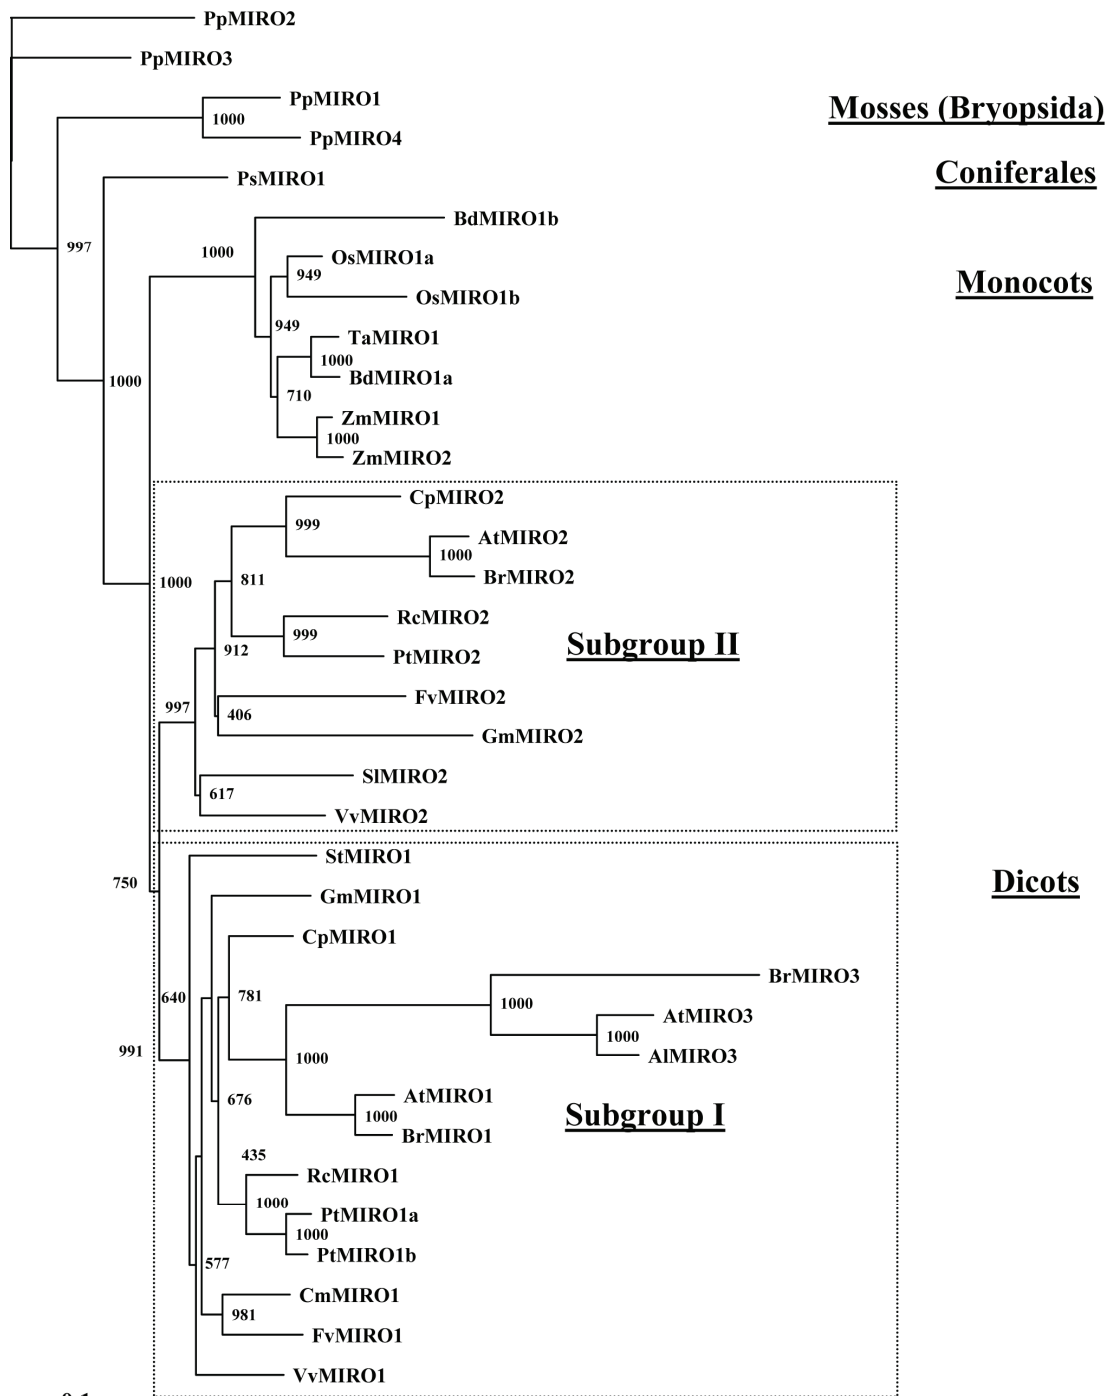 PpMIRO2
PpMIRO3
PpMIRO1
Mosses (Bryopsida)
1000
PpMIRO4
Coniferales
PsMIRO1
BdMIRO1b
997
1000
OsMIRO1a
949
Monocots
OsMIRO1b
949
TaMIRO1
1000
1000
BdMIRO1a
710
ZmMIRO1
1000
ZmMIRO2
CpMIRO2
999
AtMIRO2
1000
BrMIRO2
1000
811
RcMIRO2
999
Subgroup II
912
PtMIRO2
FvMIRO2
997
406
GmMIRO2
SlMIRO2
617
VvMIRO2
StMIRO1
750
Dicots
GmMIRO1
CpMIRO1
BrMIRO3
640
781
1000
AtMIRO3
1000
991
AlMIRO3
1000
AtMIRO1
676
1000
Subgroup I
BrMIRO1
435
RcMIRO1
1000
PtMIRO1a
1000
PtMIRO1b
577
CmMIRO1
981
FvMIRO1
VvMIRO1